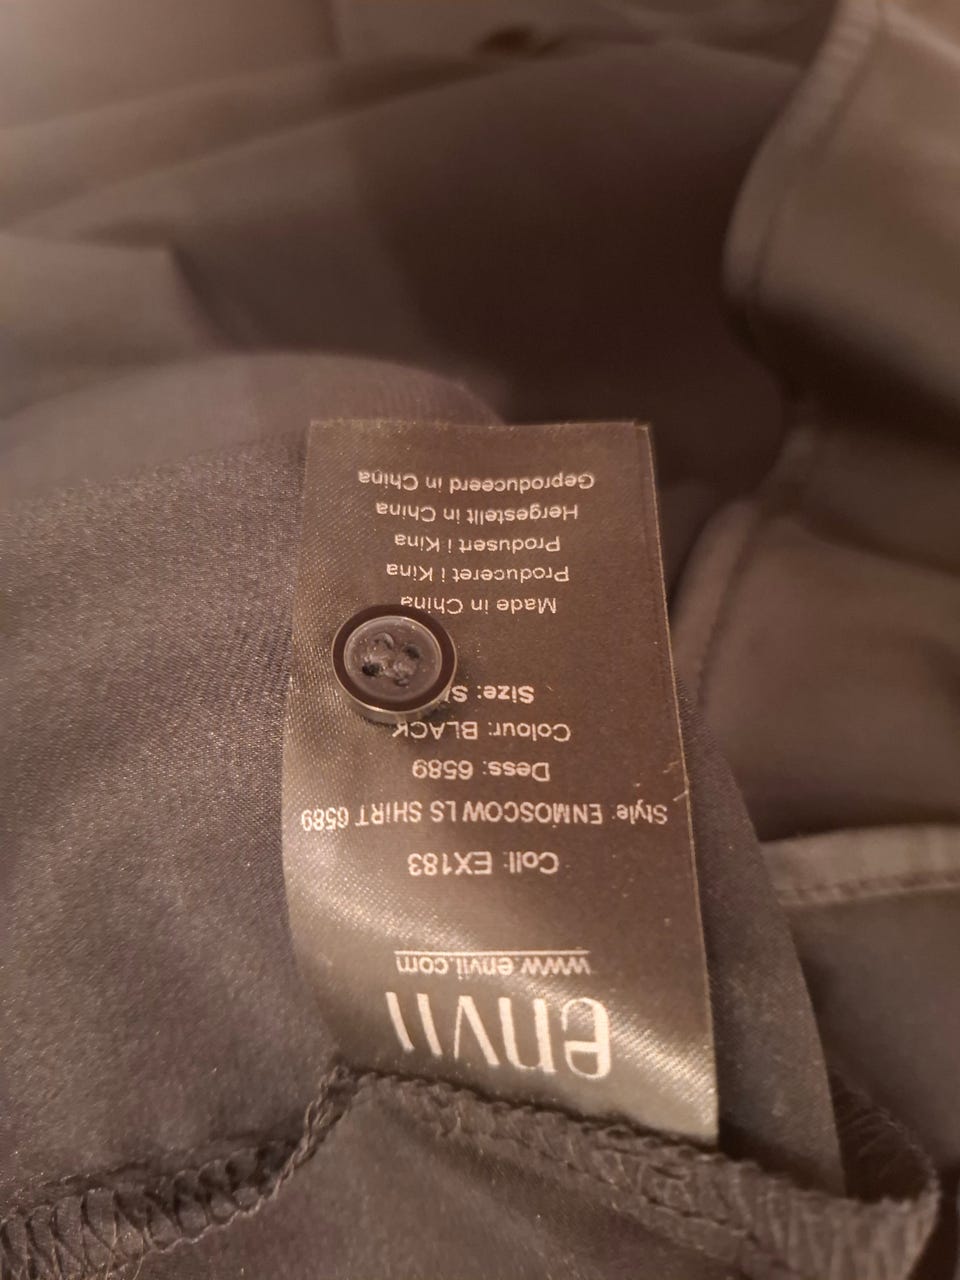 envii
www.envii.com
Coll: EX183
Style: ENMOSCOW LS SHIRT 6589
Dess: 6589
Colour: BLACK
Size:
Made in China
Produceret i Kina
Produsert i Kina
Hergestellt in China
Geproduceerd in China